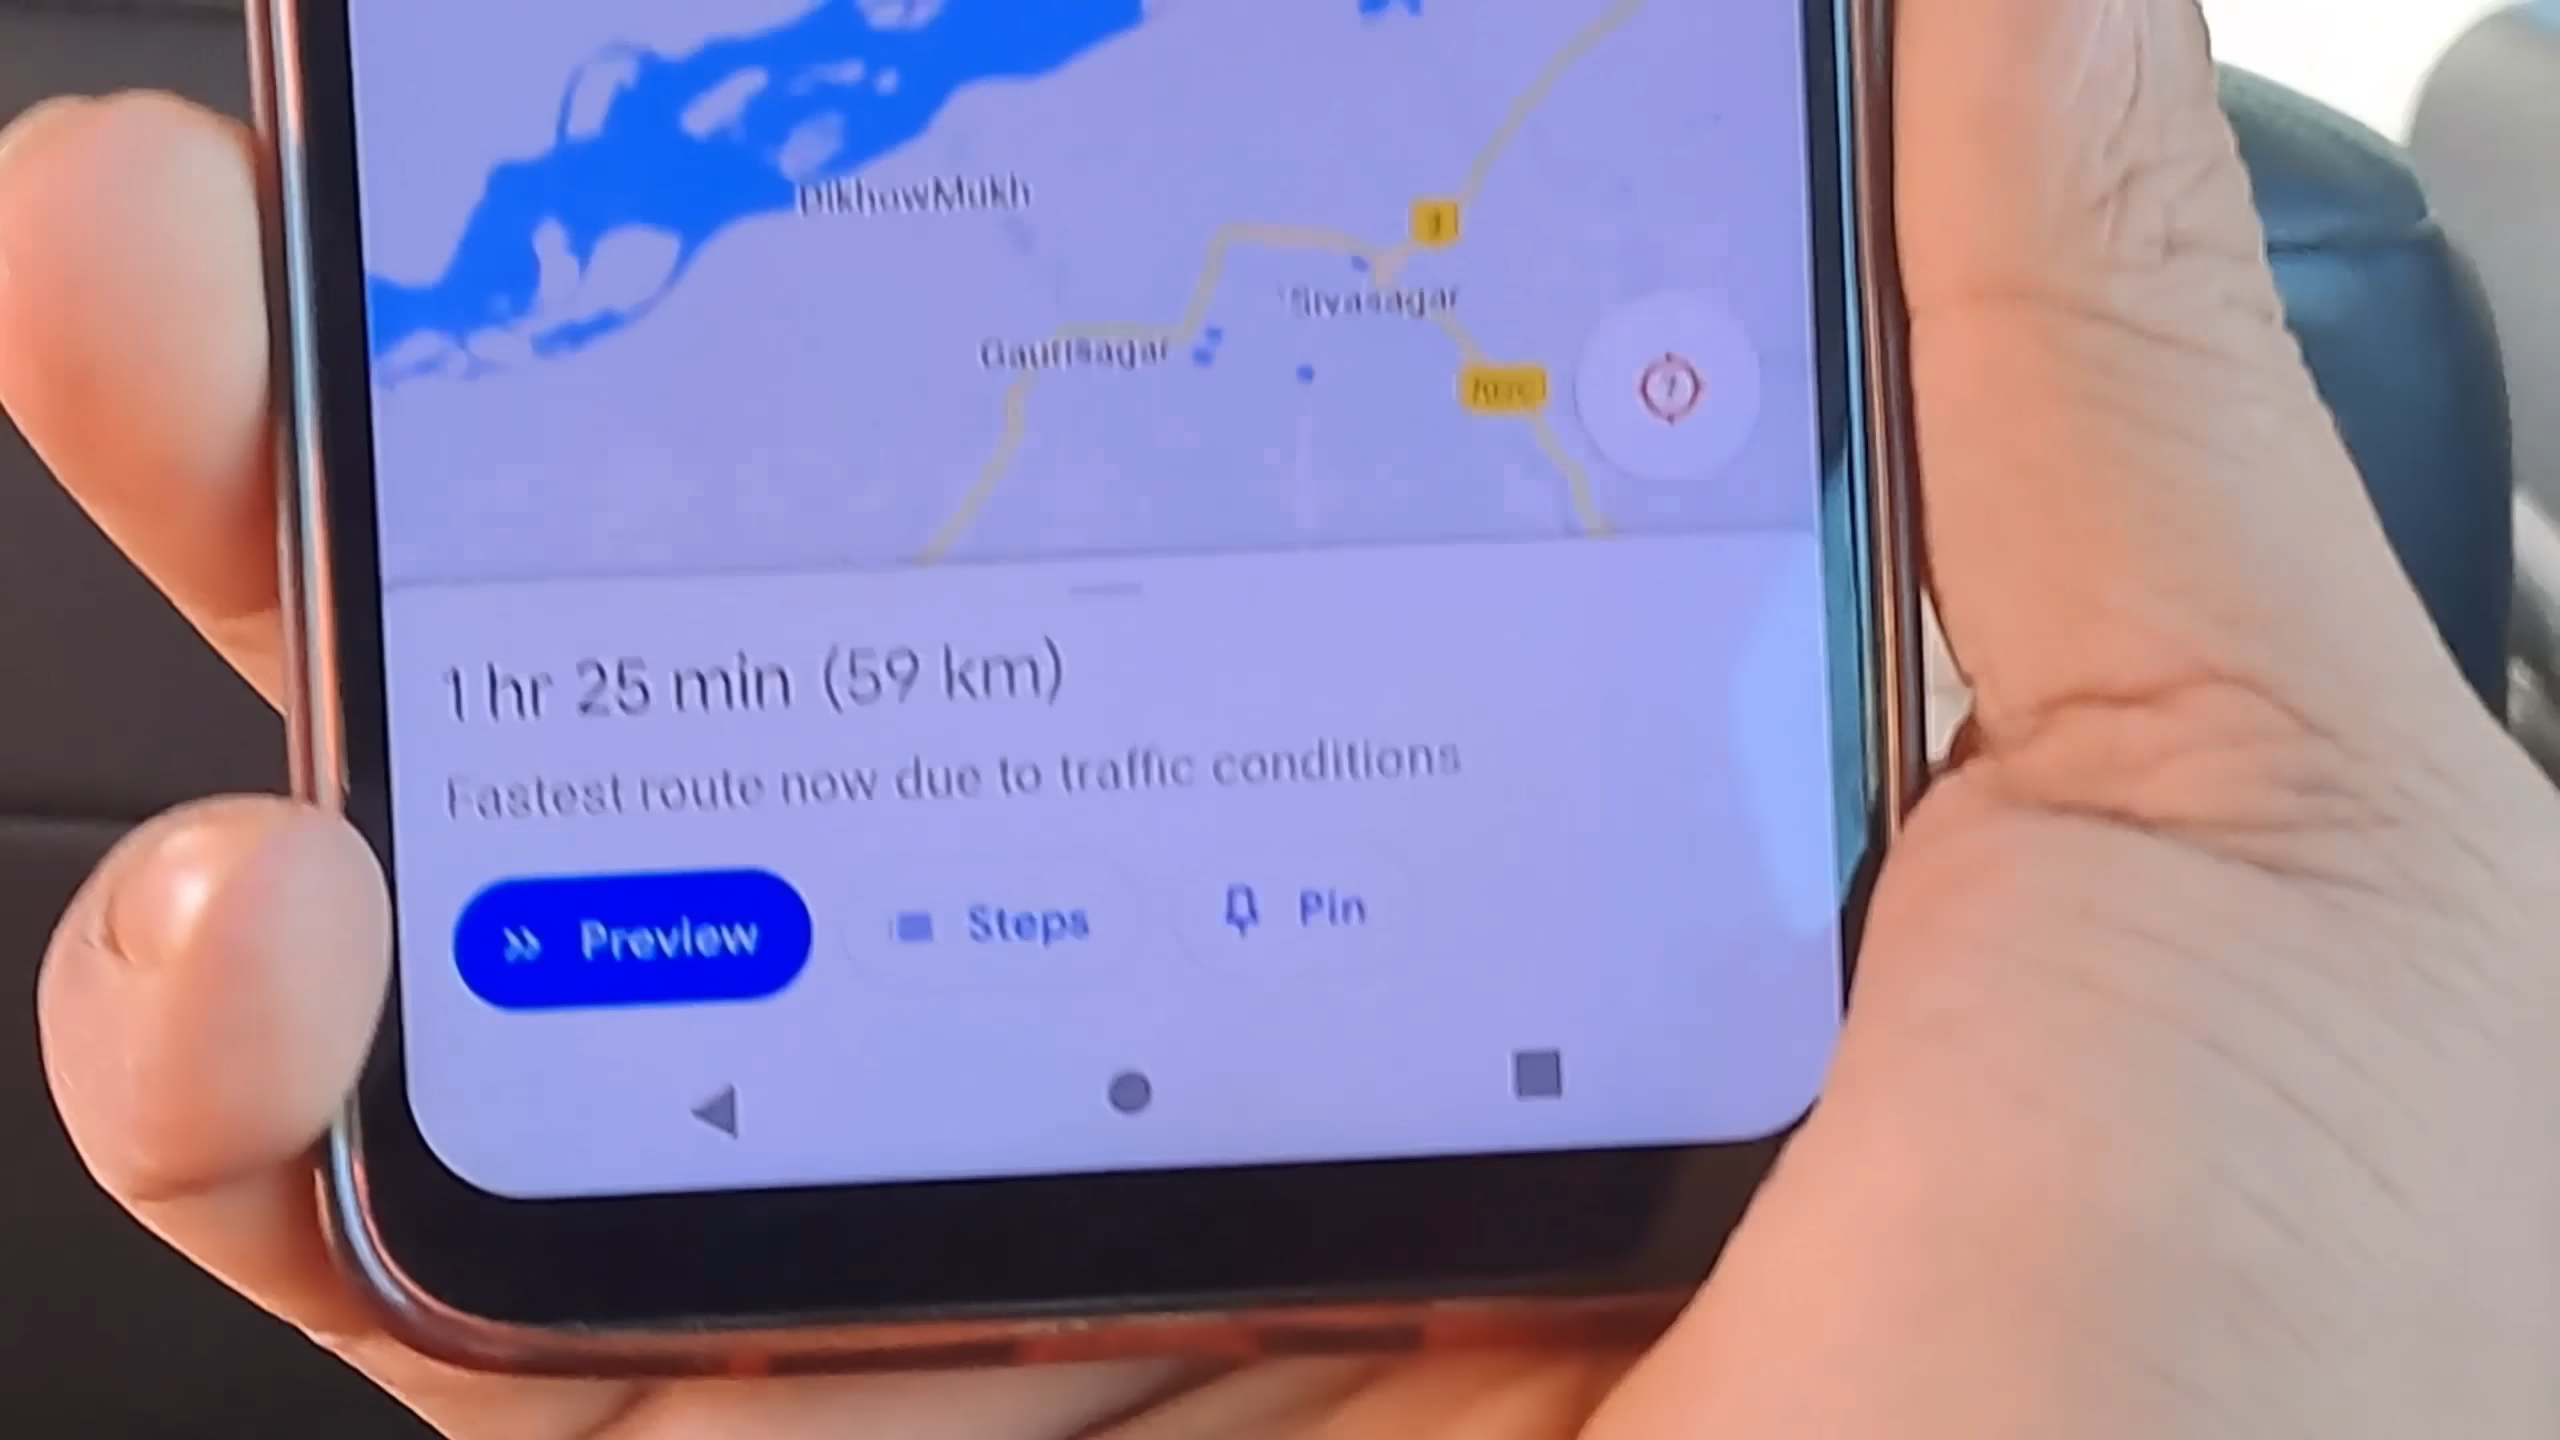 DikhowMukh
Sivasagar
Gaurisagar
1 hr 25 min (59 km)
Fastest route now due to traffic conditions
Preview
Steps
Pin